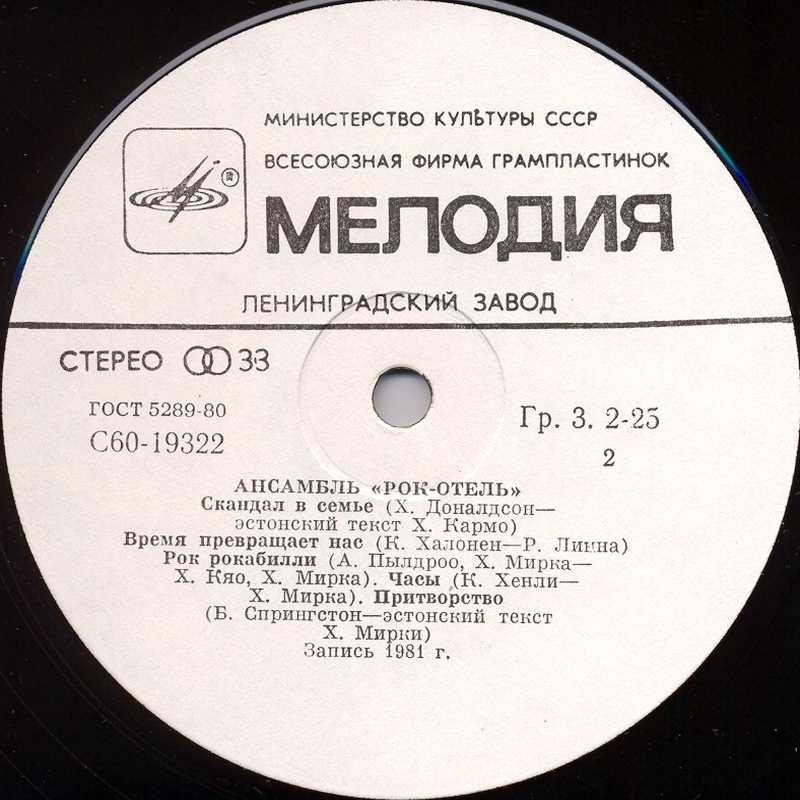 МИНИСТЕРСТВО КУЛЬТУРЫ СССР
ВСЕСОЮЗНАЯ ФИРМА ГРАМПЛАСТИНОК
МЕЛОДИЯ
ЛЕНИНГРАДСКИЙ ЗАВОД
СТЕРЕО 33
ГОСТ 5289-80
С60-19322
Гр. 3. 2-25
2
АНСАМБЛЬ «РОК-ОТЕЛЬ»
Скандал в семье (Х. Доналдсон—
эстонский текст Х. Кармо)
Время превращает нас (К. Халонен—Р. Линна)
Рок рокабилли (А. Пылдроо, Х. Мирка—
Х. Кяо, Х. Мирка). Часы (К. Хенли—
Х. Мирка). Притворство
(Б. Спрингстон—эстонский текст
Х. Мирки)
Запись 1981 г.